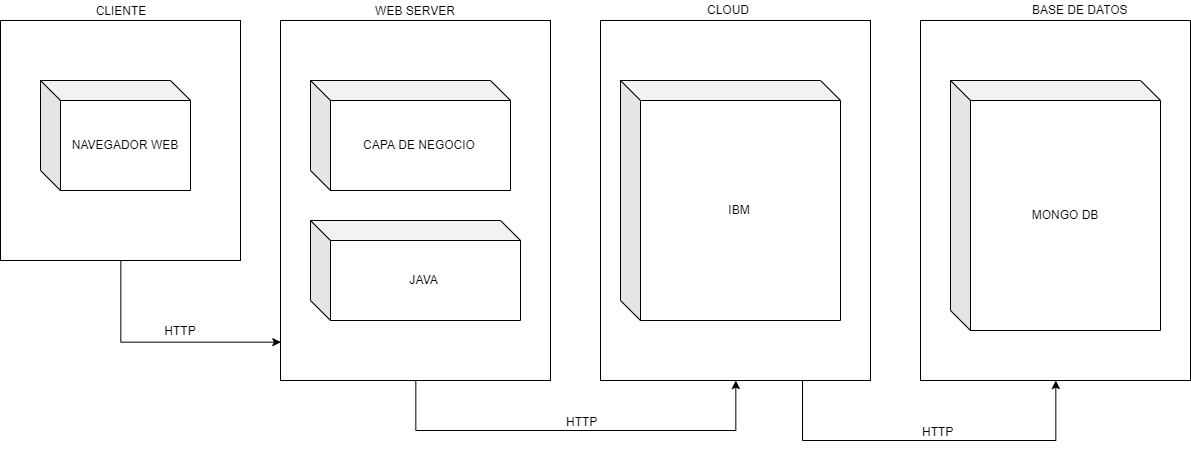 CLIENTE
WEB SERVER
CLOUD
BASE DE DATOS
NAVEGADOR WEB
CAPA DE NEGOCIO
JAVA
IBM
MONGO DB
HTTP
HTTP
HTTP